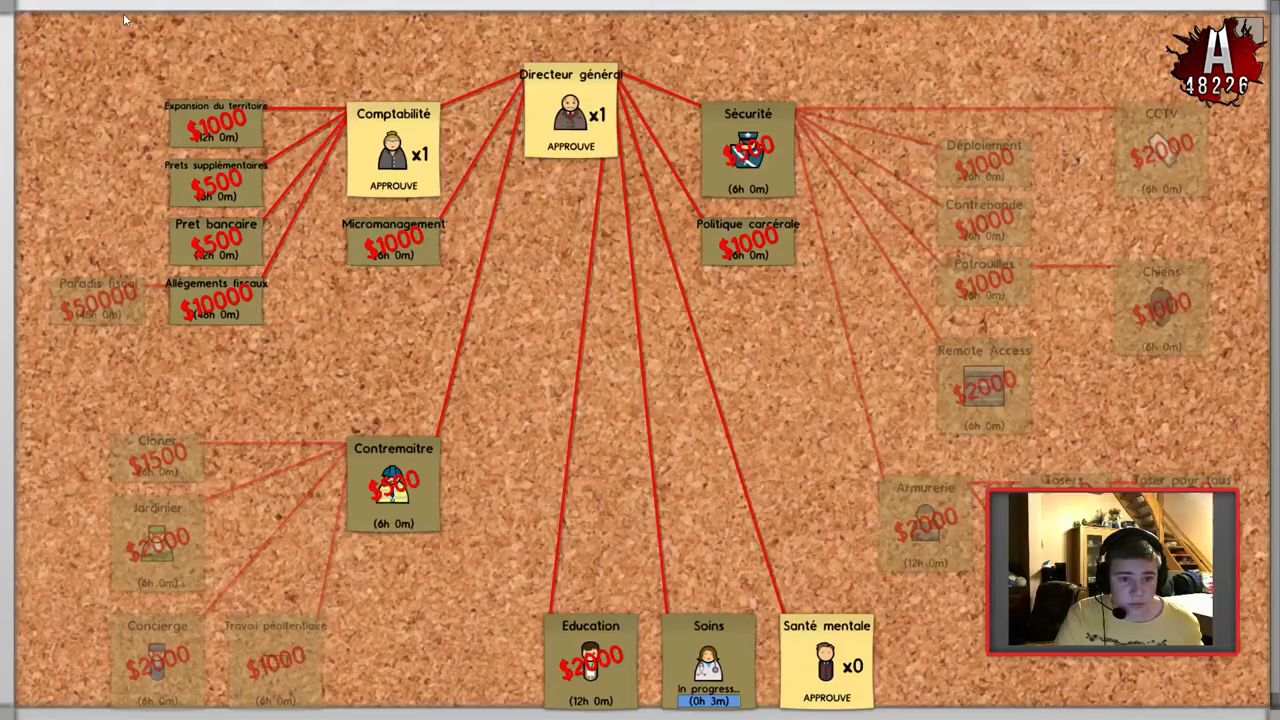 A
48226
Directeur général
x1
APPROUVE
Expansion du territoire
$1000
(12h 0m)
Comptabilité
x1
APPROUVE
Sécurité
$500
(6h 0m)
CCTV
$2000
(6h 0m)
Déploiement
$1000
(6h 0m)
Prets supplémentaires
$500
(6h 0m)
Contrebande
$1000
(6h 0m)
Pret bancaire
$500
(12h 0m)
Micromanagement
$1000
(6h 0m)
Politique carcérale
$1000
(6h 0m)
Patrouilles
$1000
(6h 0m)
Chiens
$1000
(6h 0m)
Paradis fiscal
$50000
Allégements fiscaux
$10000
Remote Access
$2000
(6h 0m)
Cloner
$1500
(6h 0m)
Contremaitre
$500
(6h 0m)
Armurerie
$2000
(12h 0m)
Tasers
Taser pour tous
Jardinier
$2000
(6h 0m)
Concierge
$2000
(6h 0m)
Travail pénitentiaire
$1000
(6h 0m)
Education
$2000
(12h 0m)
Soins
In progress...
(0h 3m)
Santé mentale
x0
APPROUVE